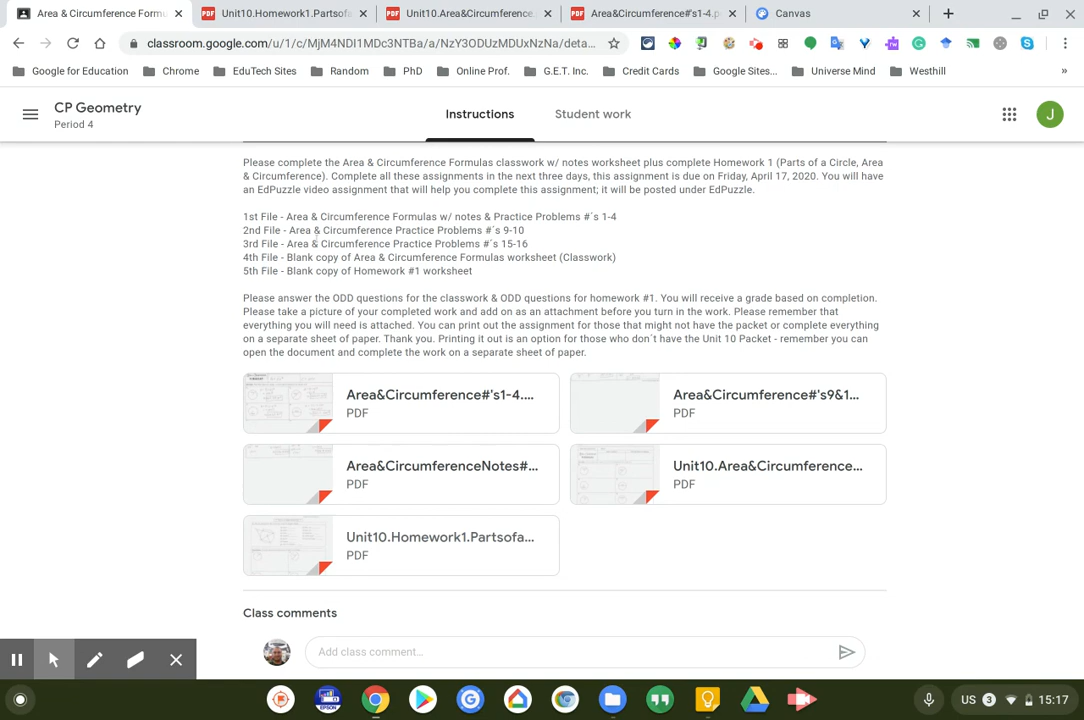 Area & Circumference Formu
Unit10.Homework1.Partsofa
Unit10.Area&Circumference.
Area&Circumference#'s1-4.p
Canvas
classroom.google.com/u/1/c/MjM4NDI1MDc3NTBa/a/NzY3ODUzMDUxNzNa/deta...
Google for Education
Chrome
EduTech Sites
Random
PhD
Online Prof.
G.E.T. Inc.
Credit Cards
Google Sites...
Universe Mind
Westhill
»
CP Geometry
Period 4
Instructions
Student work
J
Please complete the Area & Circumference Formulas classwork w/ notes worksheet plus complete Homework 1 (Parts of a Circle, Area
& Circumference). Complete all these assignments in the next three days, this assignment is due on Friday, April 17, 2020. You will have
an EdPuzzle video assignment that will help you complete this assignment; it will be posted under EdPuzzle.
1st File - Area & Circumference Formulas w/ notes & Practice Problems #´s 1-4
2nd File - Area & Circumference Practice Problems #´s 9-10
3rd File - Area & Circumference Practice Problems #´s 15-16
4th File - Blank copy of Area & Circumference Formulas worksheet (Classwork)
5th File - Blank copy of Homework #1 worksheet
Please answer the ODD questions for the classwork & ODD questions for homework #1. You will receive a grade based on completion.
Please take a picture of your completed work and add on as an attachment before you turn in the work. Please remember that
everything you will need is attached. You can print out the assignment for those that might not have the packet or complete everything
on a separate sheet of paper. Thank you. Printing it out is an option for those who don´t have the Unit 10 Packet - remember you can
open the document and complete the work on a separate sheet of paper.
Area&Circumference#'s1-4....
PDF
Area&Circumference#'s9&1...
PDF
Area&CircumferenceNotes#...
PDF
Unit10.Area&Circumference...
PDF
Unit10.Homework1.Partsofa...
PDF
Class comments
Add class comment...
EPSON
US
3
15:17